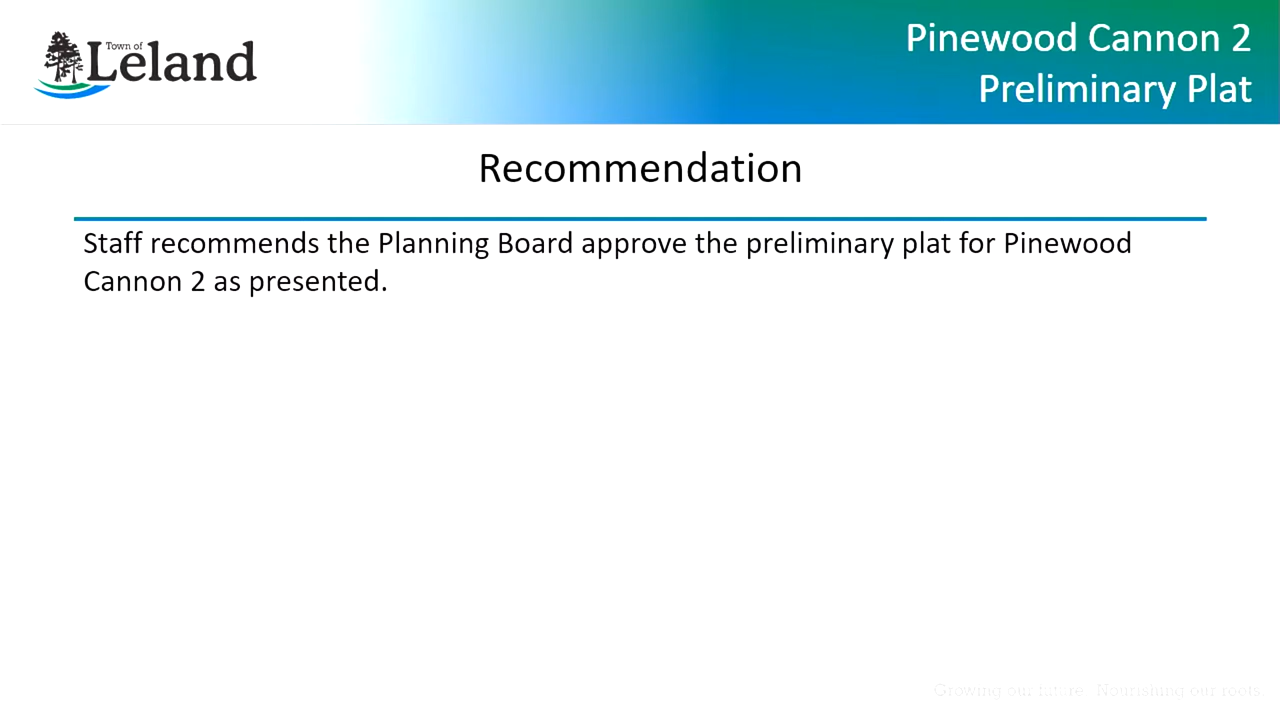 Town of
Leland
Pinewood Cannon 2
Preliminary Plat
Recommendation
Staff recommends the Planning Board approve the preliminary plat for Pinewood
Cannon 2 as presented.
Growing our future. Nourishing our roots.